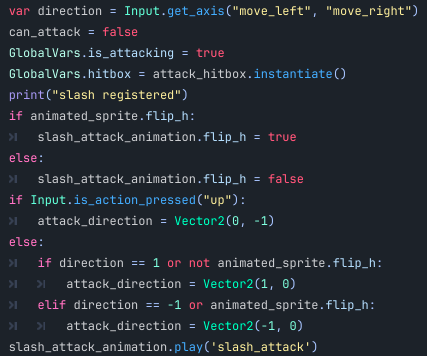 var direction = Input.get_axis("move_left", "move_right")
can_attack = false
GlobalVars.is_attacking = true
GlobalVars.hitbox = attack_hitbox.instantiate()
print("slash registered")
if animated_sprite.flip_h:
	slash_attack_animation.flip_h = true
else:
	slash_attack_animation.flip_h = false
if Input.is_action_pressed("up"):
	attack_direction = Vector2(0, -1)
else:
	if direction == 1 or not animated_sprite.flip_h:
		attack_direction = Vector2(1, 0)
	elif direction == -1 or animated_sprite.flip_h:
		attack_direction = Vector2(-1, 0)
slash_attack_animation.play('slash_attack')